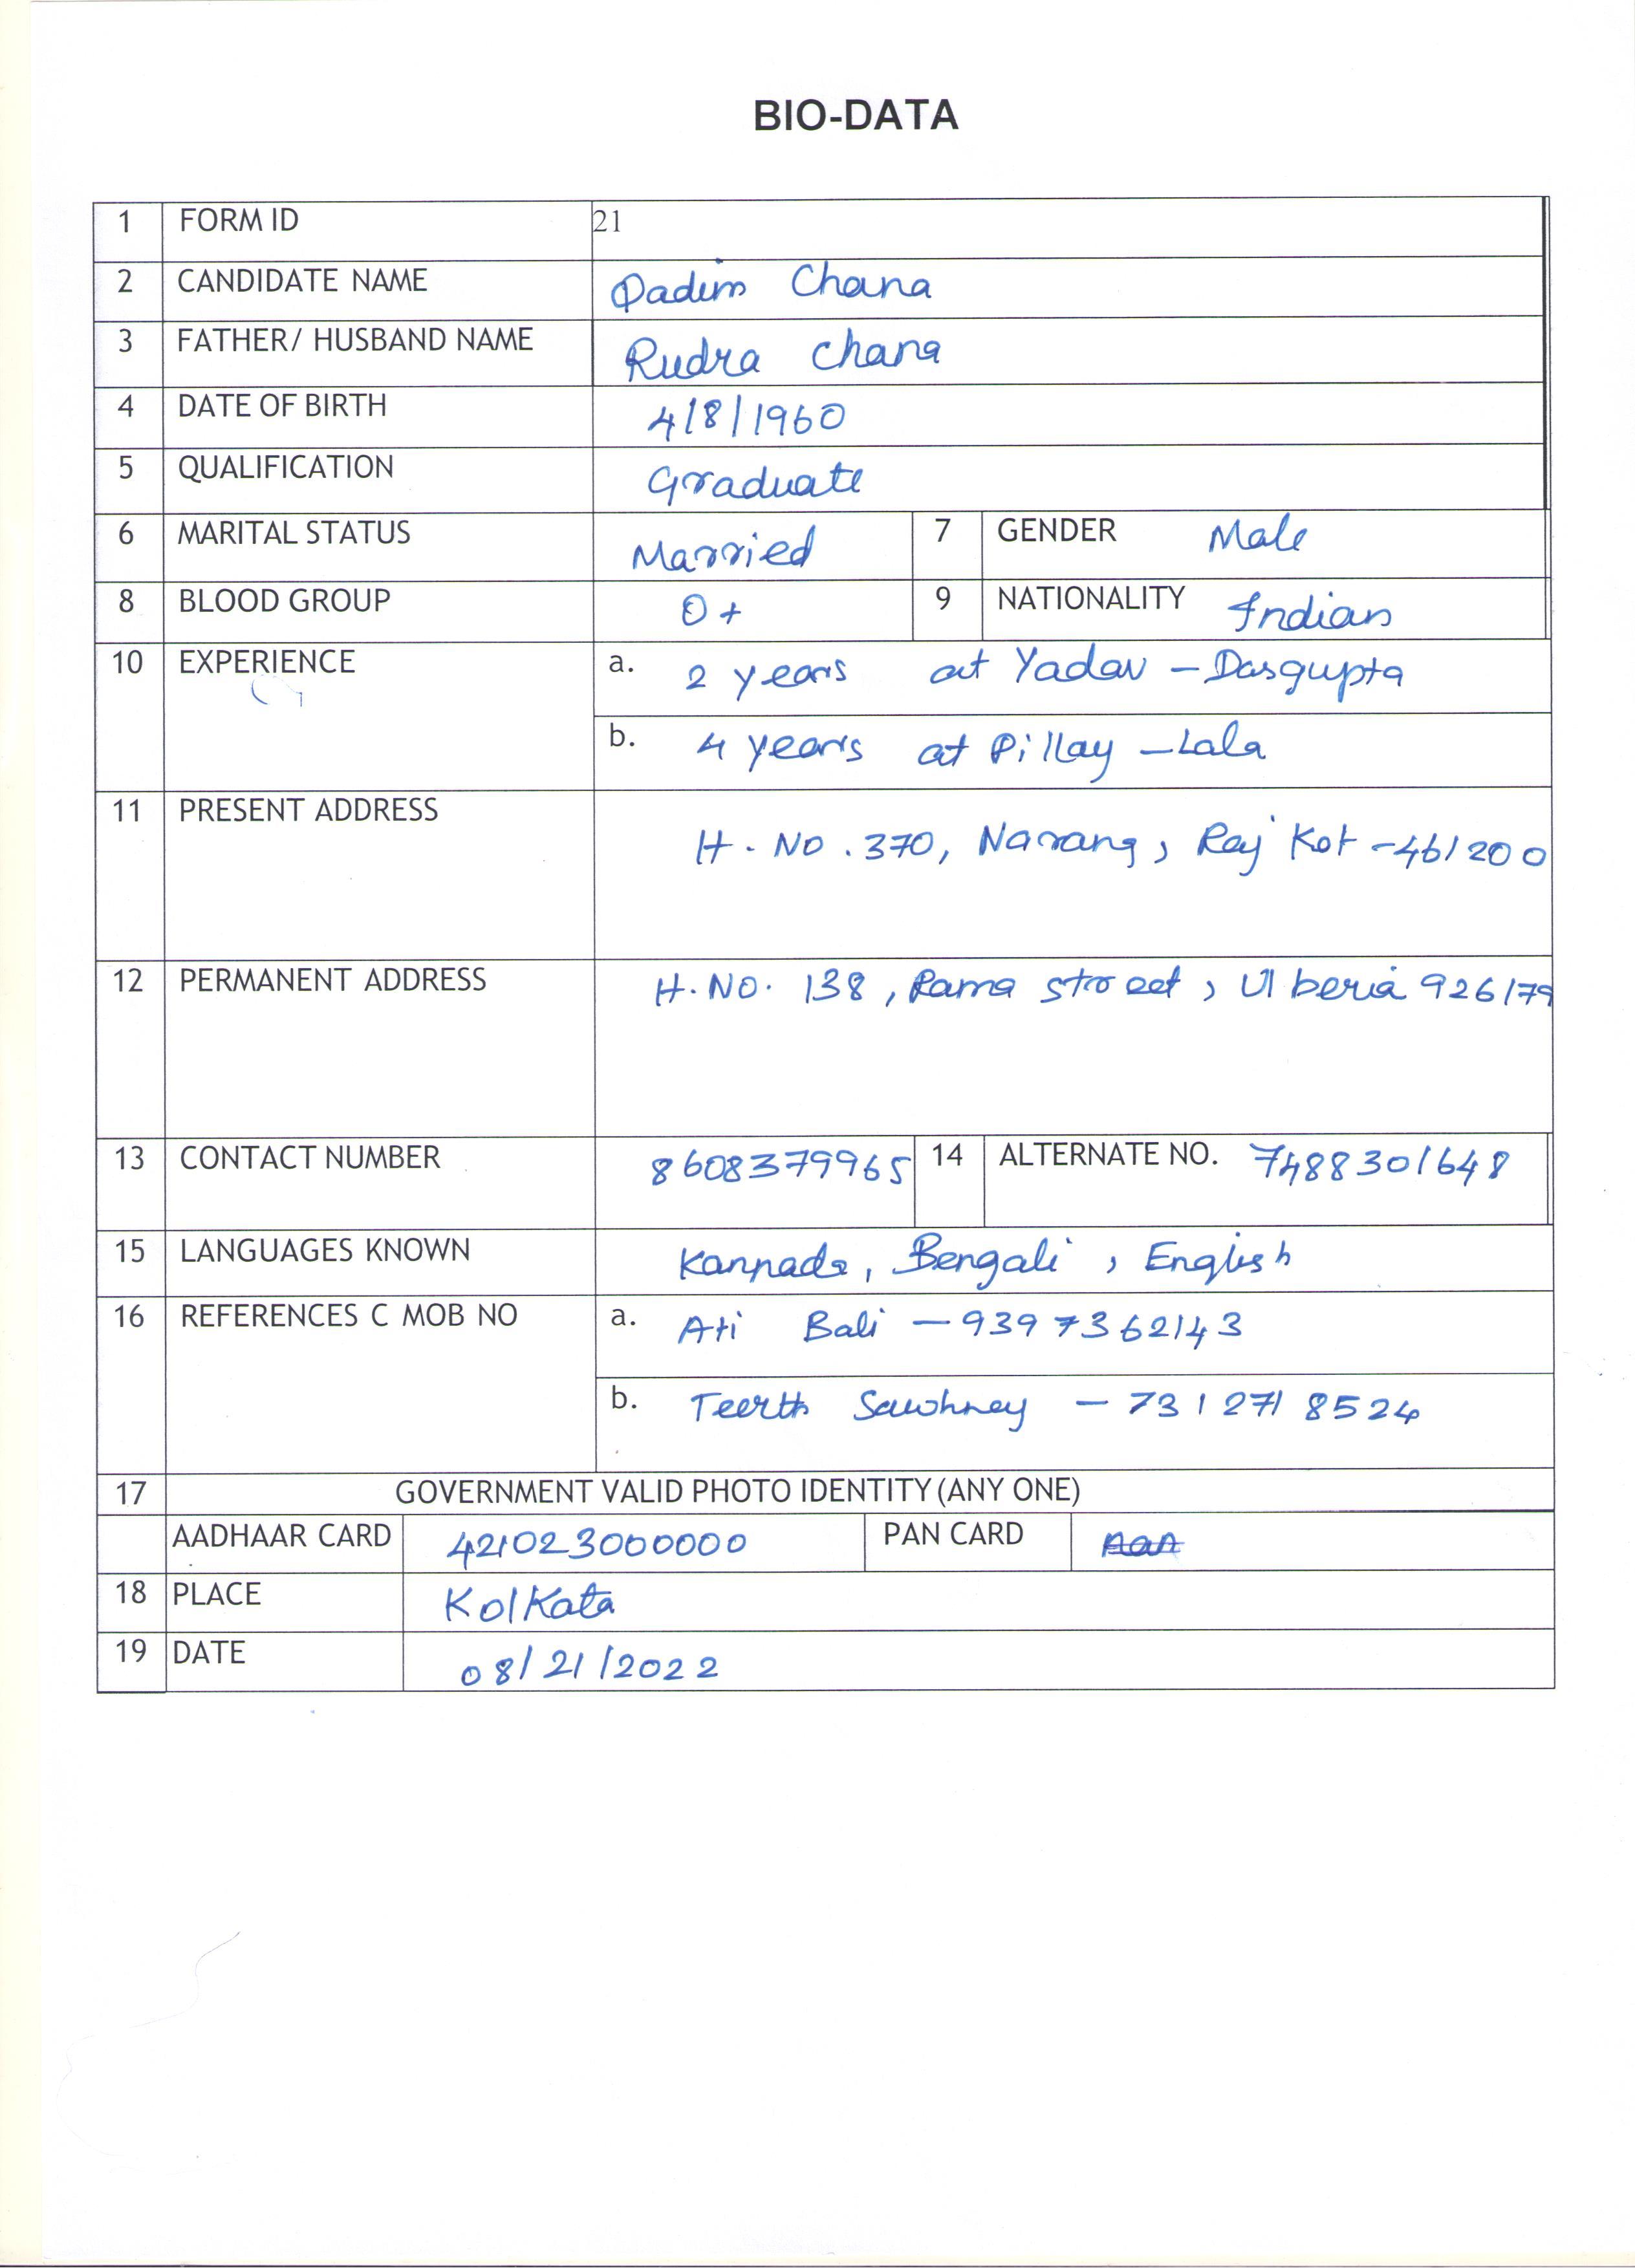 BIO-DATA
1 FORM ID 21
2 CANDIDATE NAME Qadim Chana
3 FATHER/ HUSBAND NAME Rudra Chana
4 DATE OF BIRTH 4/8/1960
5 QUALIFICATION Graduate
6 MARITAL STATUS Married 7 GENDER Male
8 BLOOD GROUP O+ 9 NATIONALITY Indian
10 EXPERIENCE a. 2 years at Yadav - Dasgupta
b. 4 years at Pillay - Lala
11 PRESENT ADDRESS H. No. 370, Narang, Raj Kot - 461200
12 PERMANENT ADDRESS H. No. 138, Rama street, Ul beria 926179
13 CONTACT NUMBER 8608379965 14 ALTERNATE NO. 7488301648
15 LANGUAGES KNOWN Kannada, Bengali, English
16 REFERENCES C MOB NO a. Ati Bali - 9397362143
b. Teerth Sawhney - 7312718524
17 GOVERNMENT VALID PHOTO IDENTITY (ANY ONE)
AADHAAR CARD 421023000000 PAN CARD
18 PLACE Kolkata
19 DATE 08/21/2022